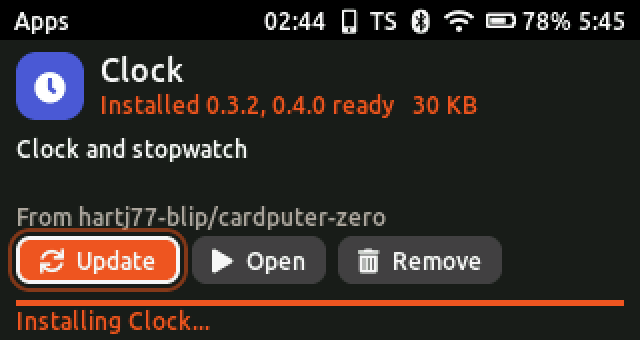 Apps 02:44 TS 78% 5:45
Clock
Installed 0.3.2, 0.4.0 ready 30 KB
Clock and stopwatch
From hartj77-blip/cardputer-zero
Update Open Remove
Installing Clock...